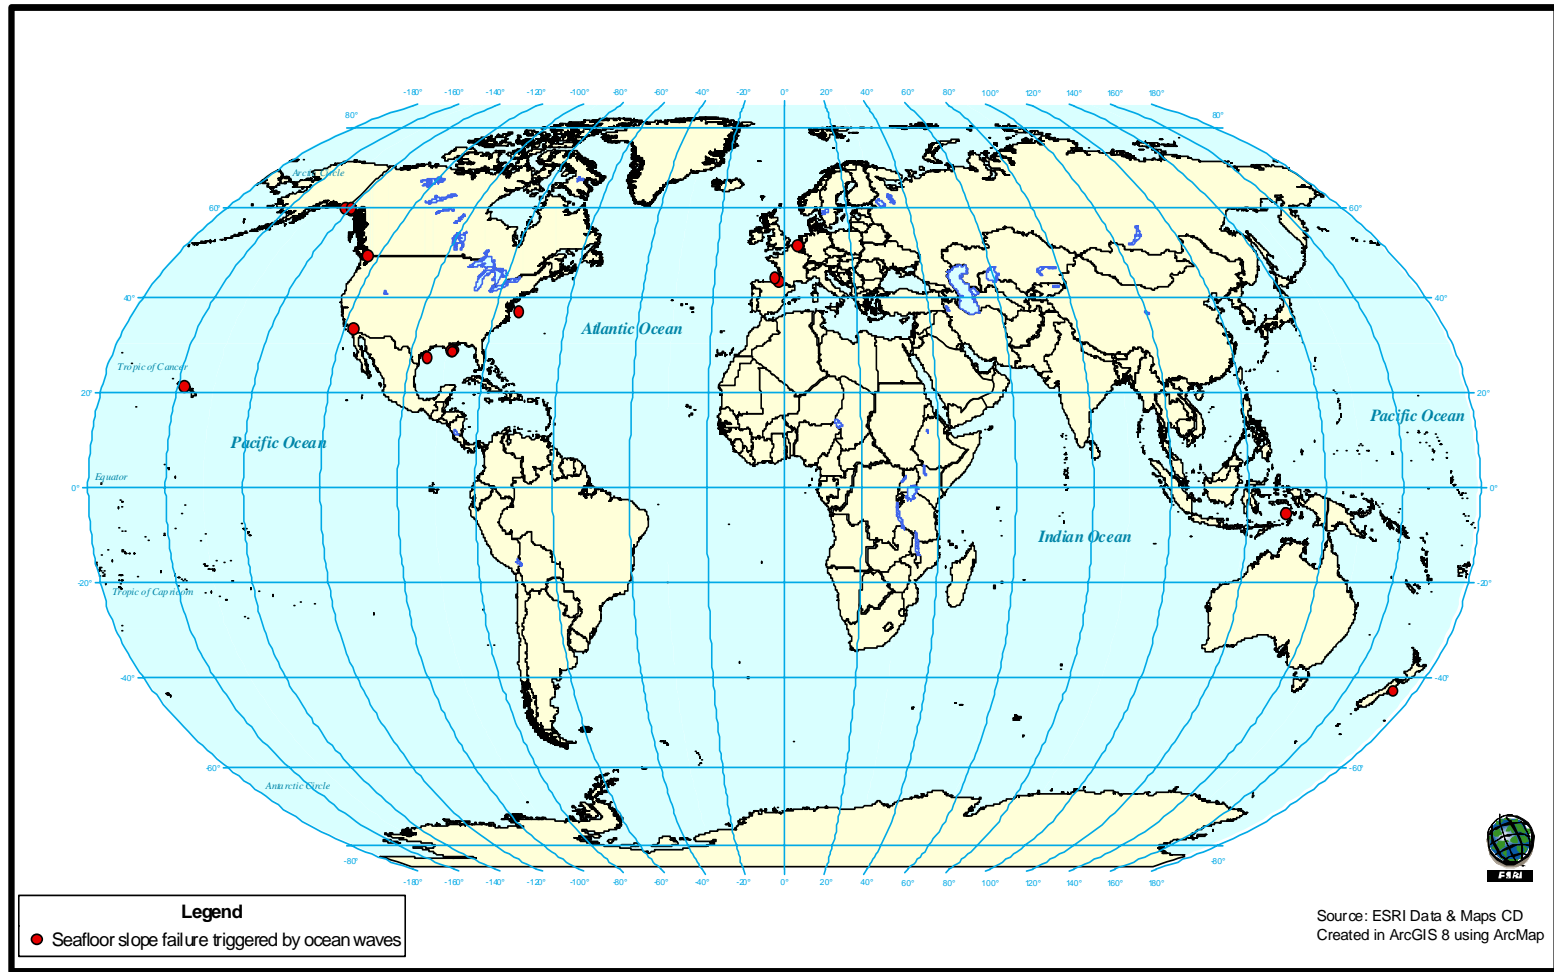 -180° -160° -140° -120° -100° -80° -60° -40° -20° 0° 20° 40° 60° 80° 100° 120° 140° 160° 180°
80° 80°
Arctic Circle
60° 60°
40° 40°
Atlantic Ocean
Tropic of Cancer
20° 20°
Pacific Ocean
Pacific Ocean
Equator
0° 0°
Indian Ocean
-20° -20°
Tropic of Capricorn
-40° -40°
-60° -60°
Antarctic Circle
-80° -80°
-180° -160° -140° -120° -100° -80° -60° -40° -20° 0° 20° 40° 60° 80° 100° 120° 140° 160° 180°
ESRI
Legend
Seafloor slope failure triggered by ocean waves
Source: ESRI Data & Maps CD
Created in ArcGIS 8 using ArcMap